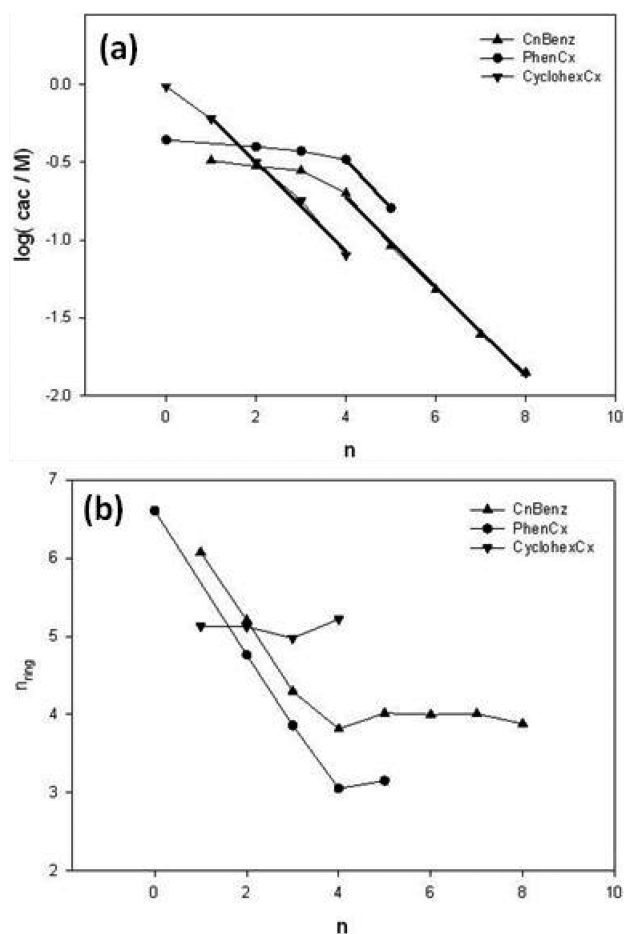 (a)
CnBenz
PhenCx
CyclohexCx
log( cac / M)
0.0
-0.5
-1.0
-1.5
-2.0
0 2 4 6 8 10
n
(b)
CnBenz
PhenCx
CyclohexCx
n ring
7
6
5
4
3
2
0 2 4 6 8 10
n